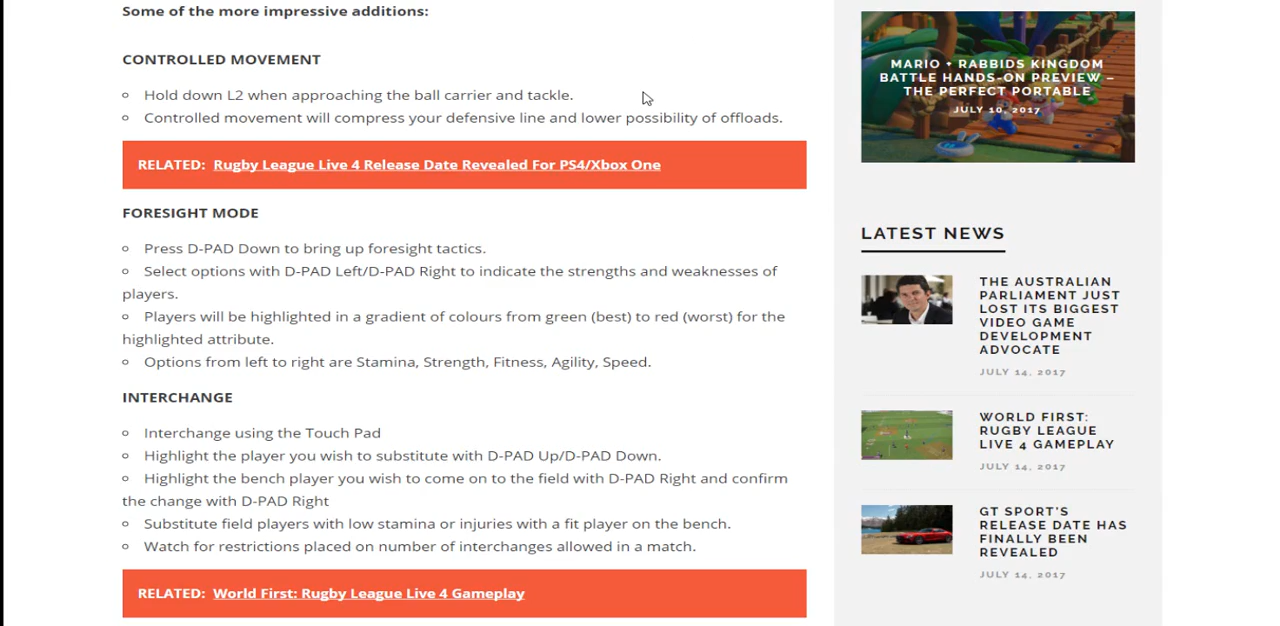 Some of the more impressive additions:
CONTROLLED MOVEMENT
Hold down L2 when approaching the ball carrier and tackle.
Controlled movement will compress your defensive line and lower possibility of offloads.
RELATED: Rugby League Live 4 Release Date Revealed For PS4/Xbox One
FORESIGHT MODE
Press D-PAD Down to bring up foresight tactics.
Select options with D-PAD Left/D-PAD Right to indicate the strengths and weaknesses of
players.
Players will be highlighted in a gradient of colours from green (best) to red (worst) for the
highlighted attribute.
Options from left to right are Stamina, Strength, Fitness, Agility, Speed.
INTERCHANGE
Interchange using the Touch Pad
Highlight the player you wish to substitute with D-PAD Up/D-PAD Down.
Highlight the bench player you wish to come on to the field with D-PAD Right and confirm
the change with D-PAD Right
Substitute field players with low stamina or injuries with a fit player on the bench.
Watch for restrictions placed on number of interchanges allowed in a match.
RELATED: World First: Rugby League Live 4 Gameplay
MARIO + RABBIDS KINGDOM
BATTLE HANDS-ON PREVIEW –
THE PERFECT PORTABLE
JULY 10, 2017
LATEST NEWS
THE AUSTRALIAN
PARLIAMENT JUST
LOST ITS BIGGEST
VIDEO GAME
DEVELOPMENT
ADVOCATE
JULY 14, 2017
WORLD FIRST:
RUGBY LEAGUE
LIVE 4 GAMEPLAY
JULY 14, 2017
GT SPORT'S
RELEASE DATE HAS
FINALLY BEEN
REVEALED
JULY 14, 2017